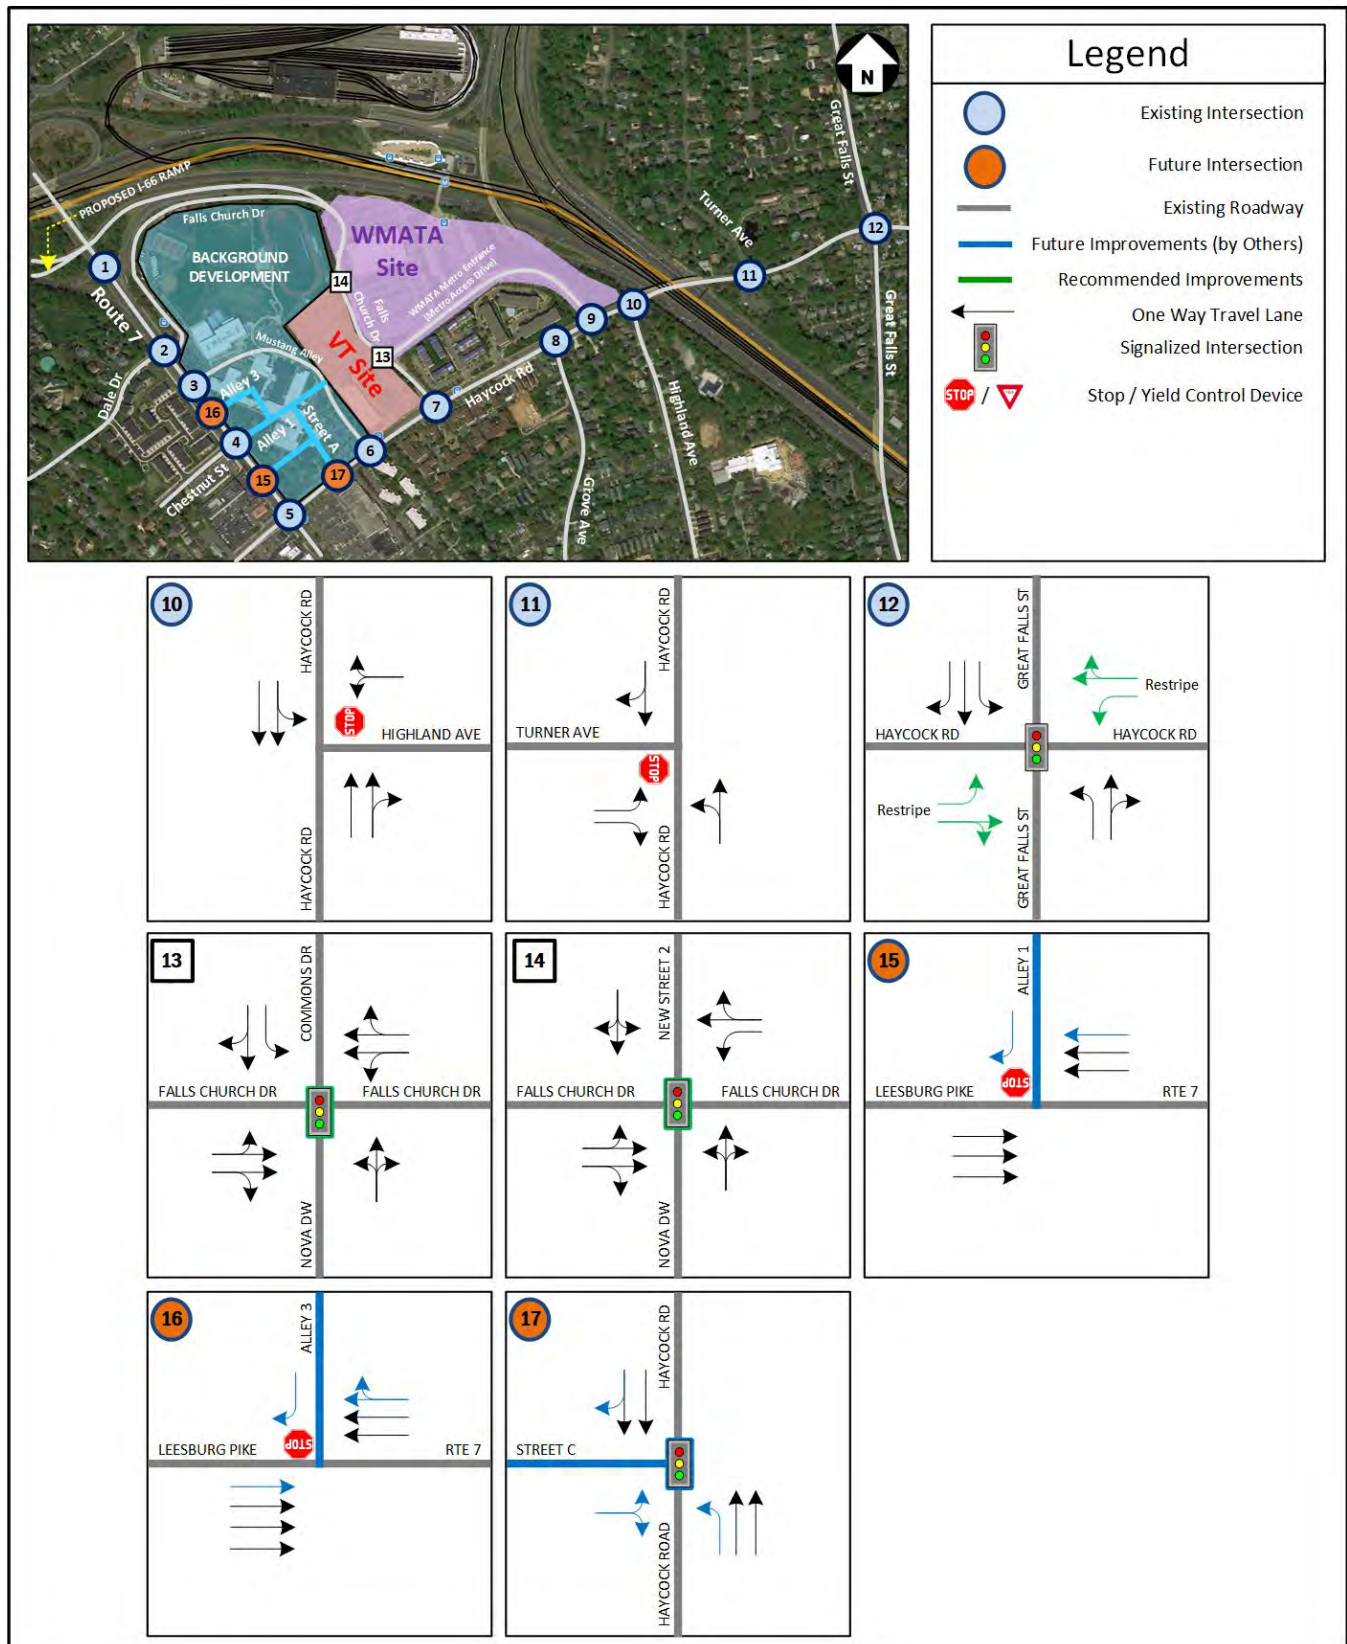 Legend
Existing Intersection
Future Intersection
Existing Roadway
Future Improvements (by Others)
Recommended Improvements
One Way Travel Lane
Signalized Intersection
STOP / Stop / Yield Control Device
N
PROPOSED I-66 RAMP
Falls Church Dr
BACKGROUND
DEVELOPMENT
WMATA
Site
WMATA Metro Entrance
(Metro Access Drive)
Falls
Church Dr
VT Site
Mustang Alley
Alley 3
Alley 1
Street A
Route 7
Dale Dr
Chestnut St
Haycock Rd
Grove Ave
Highland Ave
Turner Ave
Great Falls St
Great Falls St
1
2
3
16
4
15
5
17
6
7
13
14
8
9
10
11
12
10
HAYCOCK RD
STOP
HIGHLAND AVE
HAYCOCK RD
11
HAYCOCK RD
TURNER AVE
STOP
HAYCOCK RD
12
GREAT FALLS ST
Restripe
HAYCOCK RD
HAYCOCK RD
Restripe
GREAT FALLS ST
13
COMMONS DR
FALLS CHURCH DR
FALLS CHURCH DR
NOVA DW
14
NEW STREET 2
FALLS CHURCH DR
FALLS CHURCH DR
NOVA DW
15
ALLEY 1
STOP
LEESBURG PIKE
RTE 7
16
ALLEY 3
STOP
LEESBURG PIKE
RTE 7
17
HAYCOCK RD
STREET C
HAYCOCK ROAD